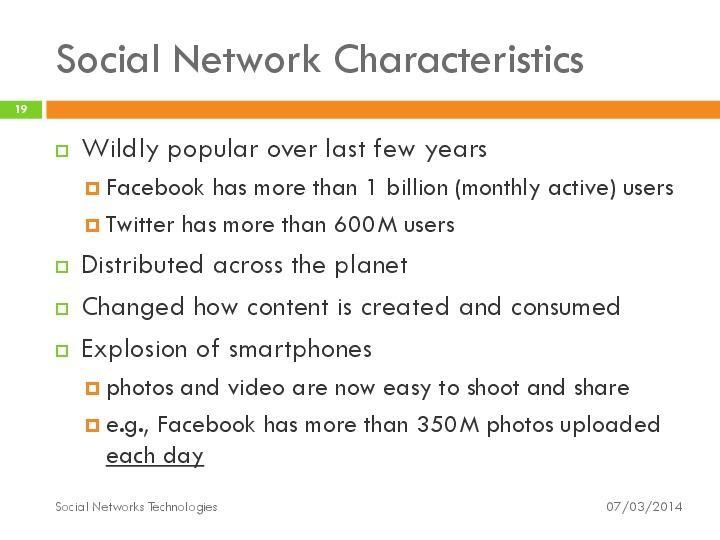 Social Network Characteristics
19
Wildly popular over last few years
Facebook has more than 1 billion (monthly active) users
Twitter has more than 600M users
Distributed across the planet
Changed how content is created and consumed
Explosion of smartphones
photos and video are now easy to shoot and share
e.g., Facebook has more than 350M photos uploaded
each day
Social Networks Technologies
07/03/2014